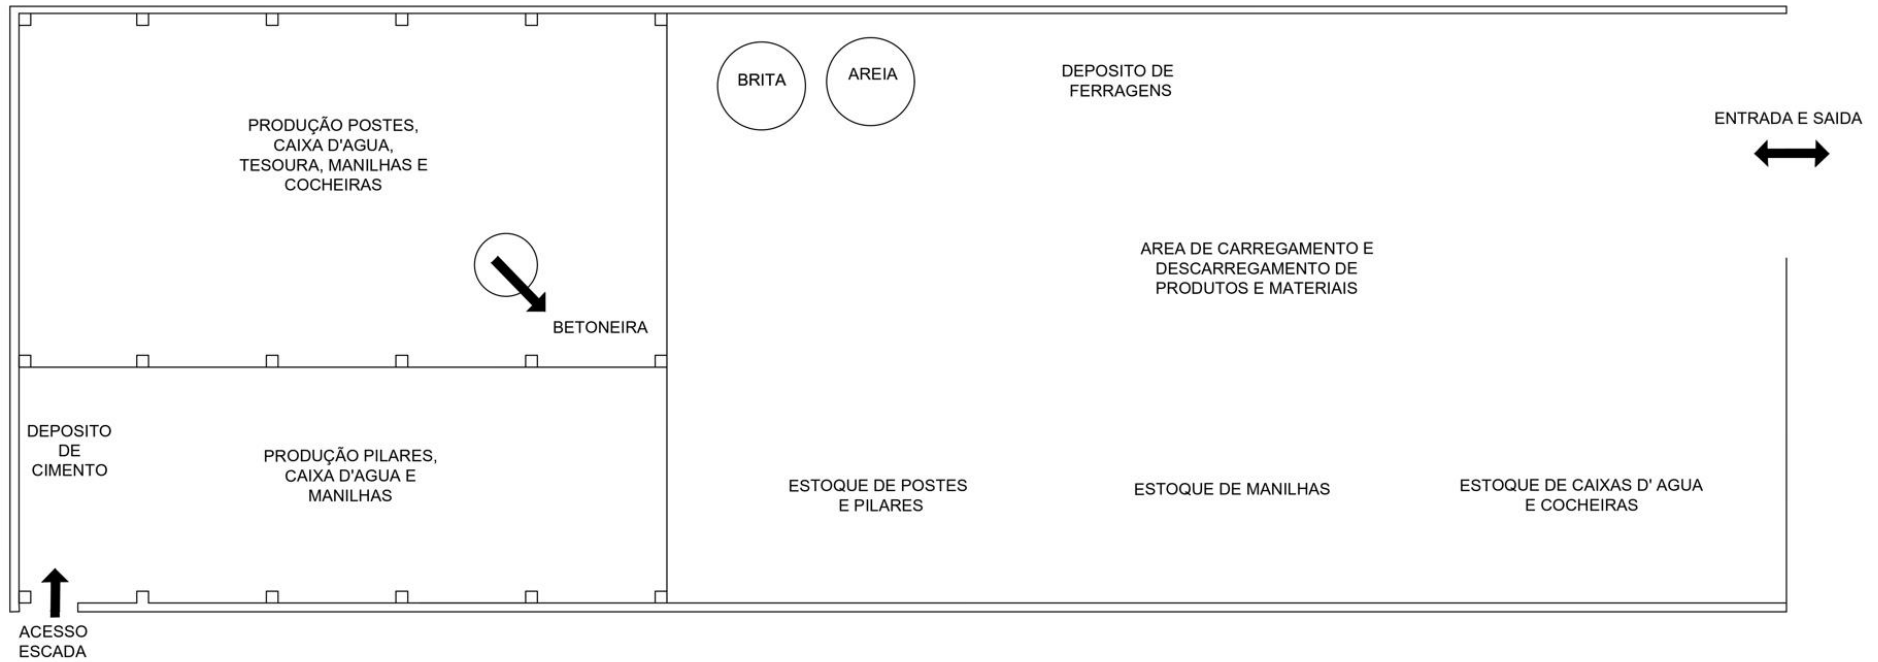 BRITA
AREIA
DEPOSITO DE
FERRAGENS
ENTRADA E SAIDA
PRODUÇÃO POSTES,
CAIXA D'AGUA,
TESOURA, MANILHAS E
COCHEIRAS
AREA DE CARREGAMENTO E
DESCARREGAMENTO DE
PRODUTOS E MATERIAIS
BETONEIRA
DEPOSITO
DE
CIMENTO
PRODUÇÃO PILARES,
CAIXA D'AGUA E
MANILHAS
ESTOQUE DE POSTES
E PILARES
ESTOQUE DE MANILHAS
ESTOQUE DE CAIXAS D' AGUA
E COCHEIRAS
ACESSO
ESCADA